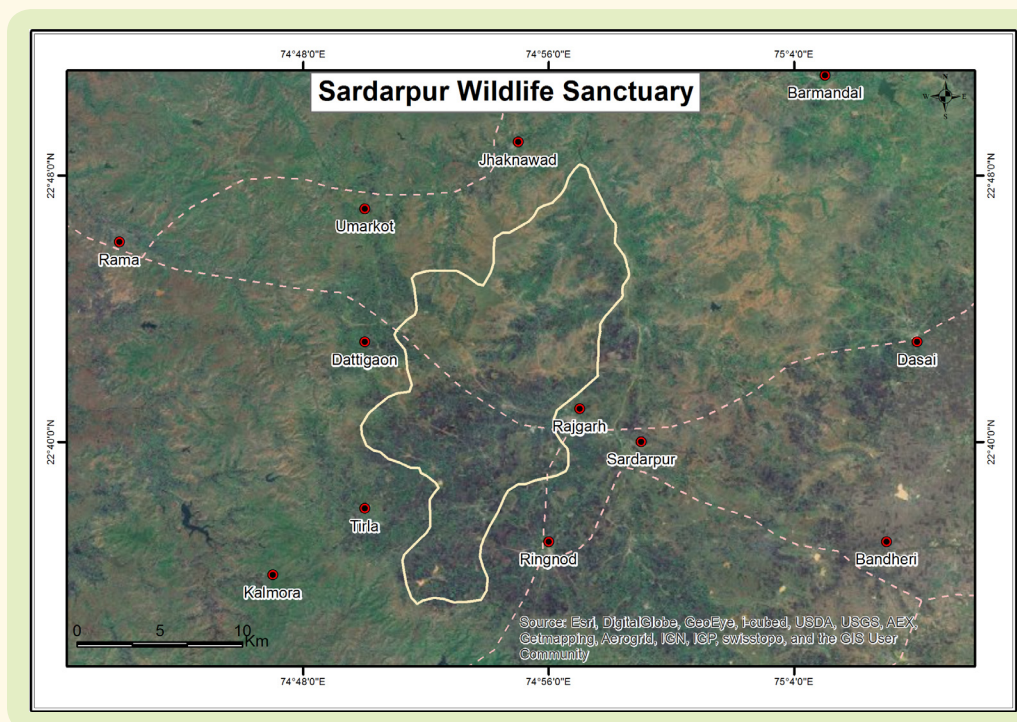 74°48'0"E
74°56'0"E
75°4'0"E
Sardarpur Wildlife Sanctuary
Barmandal
N
W E
S
Jhaknawad
22°48'0"N
22°48'0"N
Umarkot
Rama
Dattigaon
Dasai
Rajgarh
22°40'0"N
22°40'0"N
Sardarpur
Tirla
Ringnod
Bandheri
Kalmora
0 5 10
Km
Source: Esri, DigitalGlobe, GeoEye, i-cubed, USDA, USGS, AEX,
Getmapping, Aerogrid, IGN, IGP, swisstopo, and the GIS User
Community
74°48'0"E
74°56'0"E
75°4'0"E